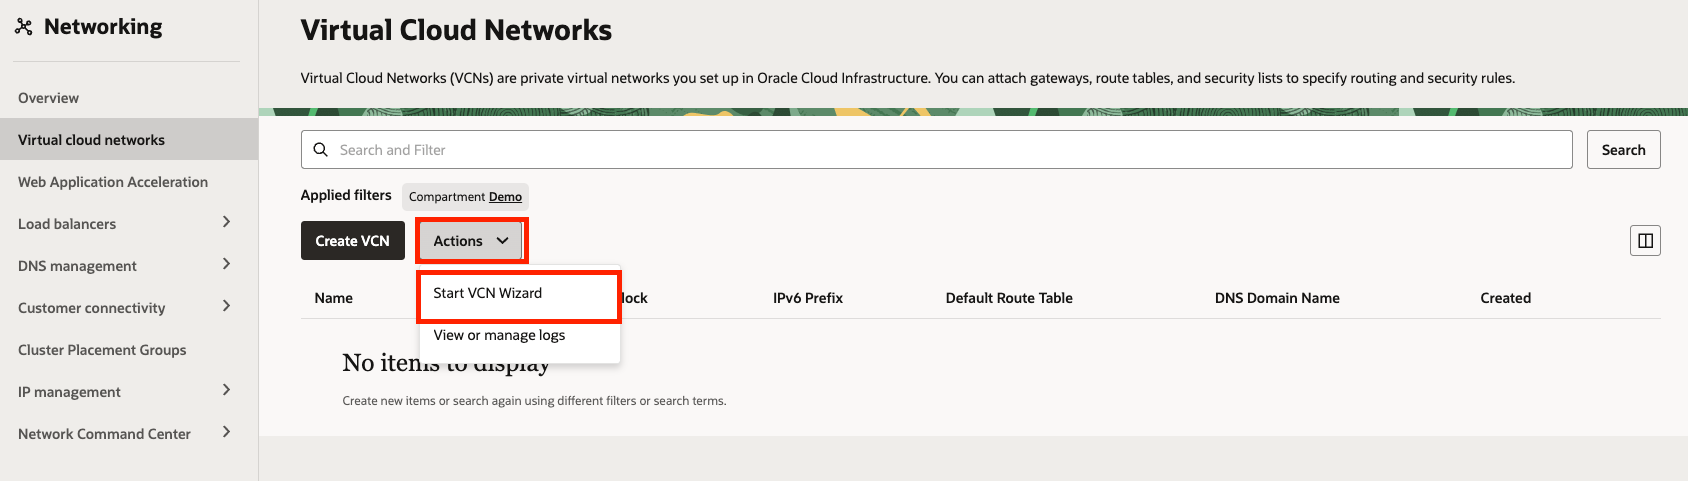 Networking
Overview
Virtual cloud networks
Web Application Acceleration
Load balancers
DNS management
Customer connectivity
Cluster Placement Groups
IP management
Network Command Center
Virtual Cloud Networks
Virtual Cloud Networks (VCNs) are private virtual networks you set up in Oracle Cloud Infrastructure. You can attach gateways, route tables, and security lists to specify routing and security rules.
Search and Filter
Search
Applied filters
Compartment Demo
Create VCN
Actions
Start VCN Wizard
View or manage logs
Name lock IPv6 Prefix Default Route Table DNS Domain Name Created
No items to display
Create new items or search again using different filters or search terms.